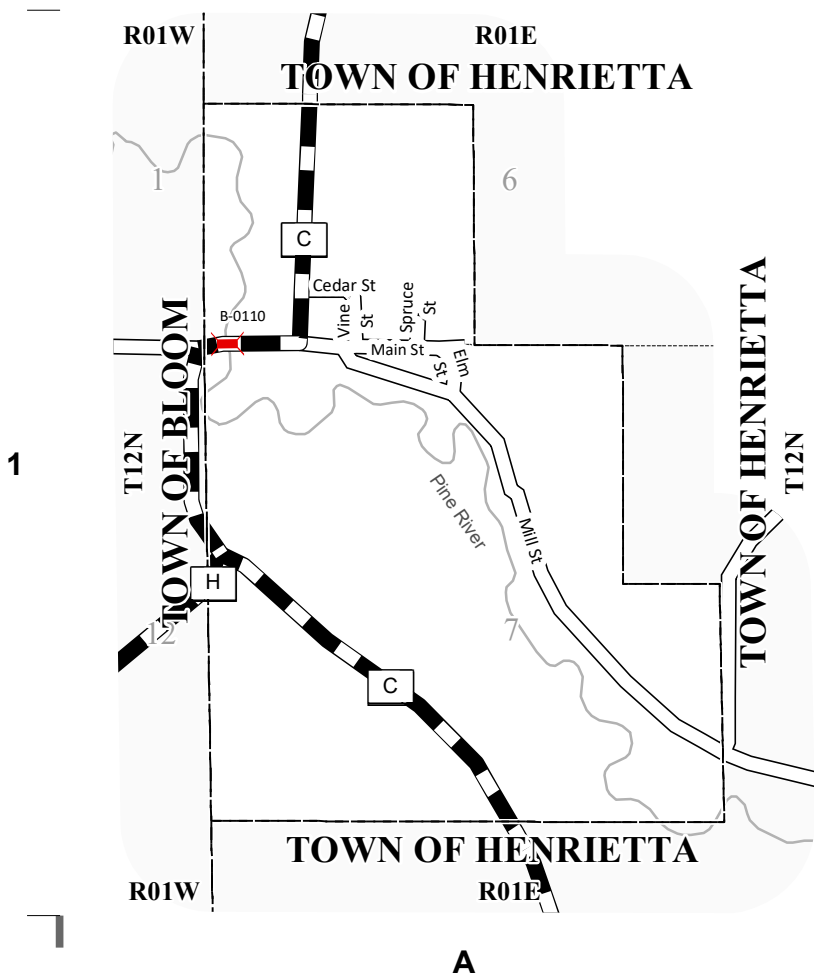 R01W
R01E
TOWN OF HENRIETTA
1
6
C
Cedar St
Vine St
Spruce St
B-0110
Main St
Elm St
TOWN OF BLOOM
TOWN OF HENRIETTA
1
T12N
T12N
Pine River
Mill St
H
12
7
C
TOWN OF HENRIETTA
R01W
R01E
A